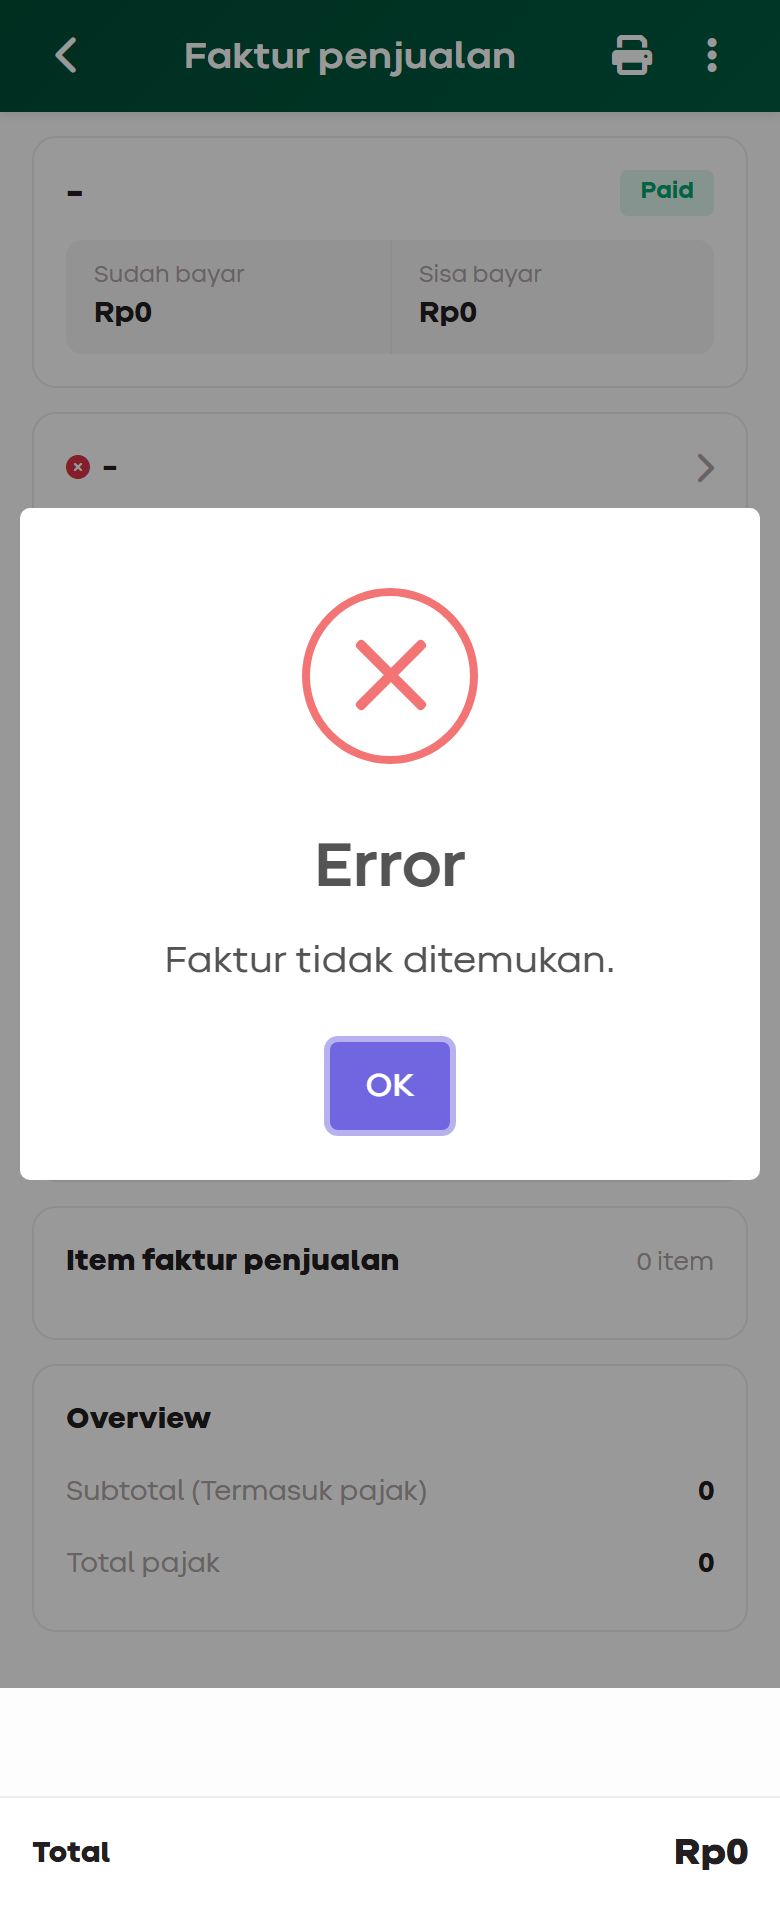 Faktur penjualan
-
Paid
Sudah bayar
Sisa bayar
Rp0
Rp0
-
Error
Faktur tidak ditemukan.
OK
Item faktur penjualan
0 item
Overview
Subtotal (Termasuk pajak)
0
Total pajak
0
Total
Rp0